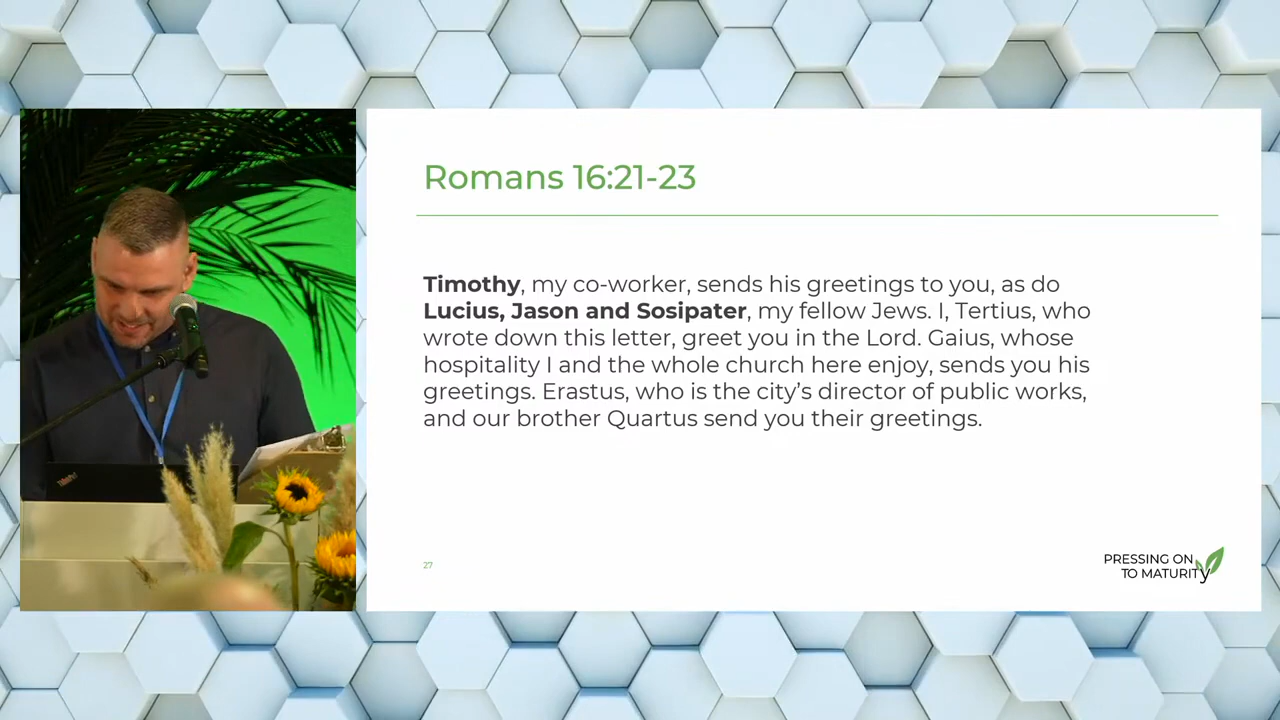 Romans 16:21-23
Timothy, my co-worker, sends his greetings to you, as do
Lucius, Jason and Sosipater, my fellow Jews. I, Tertius, who
wrote down this letter, greet you in the Lord. Gaius, whose
hospitality I and the whole church here enjoy, sends you his
greetings. Erastus, who is the city’s director of public works,
and our brother Quartus send you their greetings.
27
PRESSING ON
TO MATURITy
ThinkPad